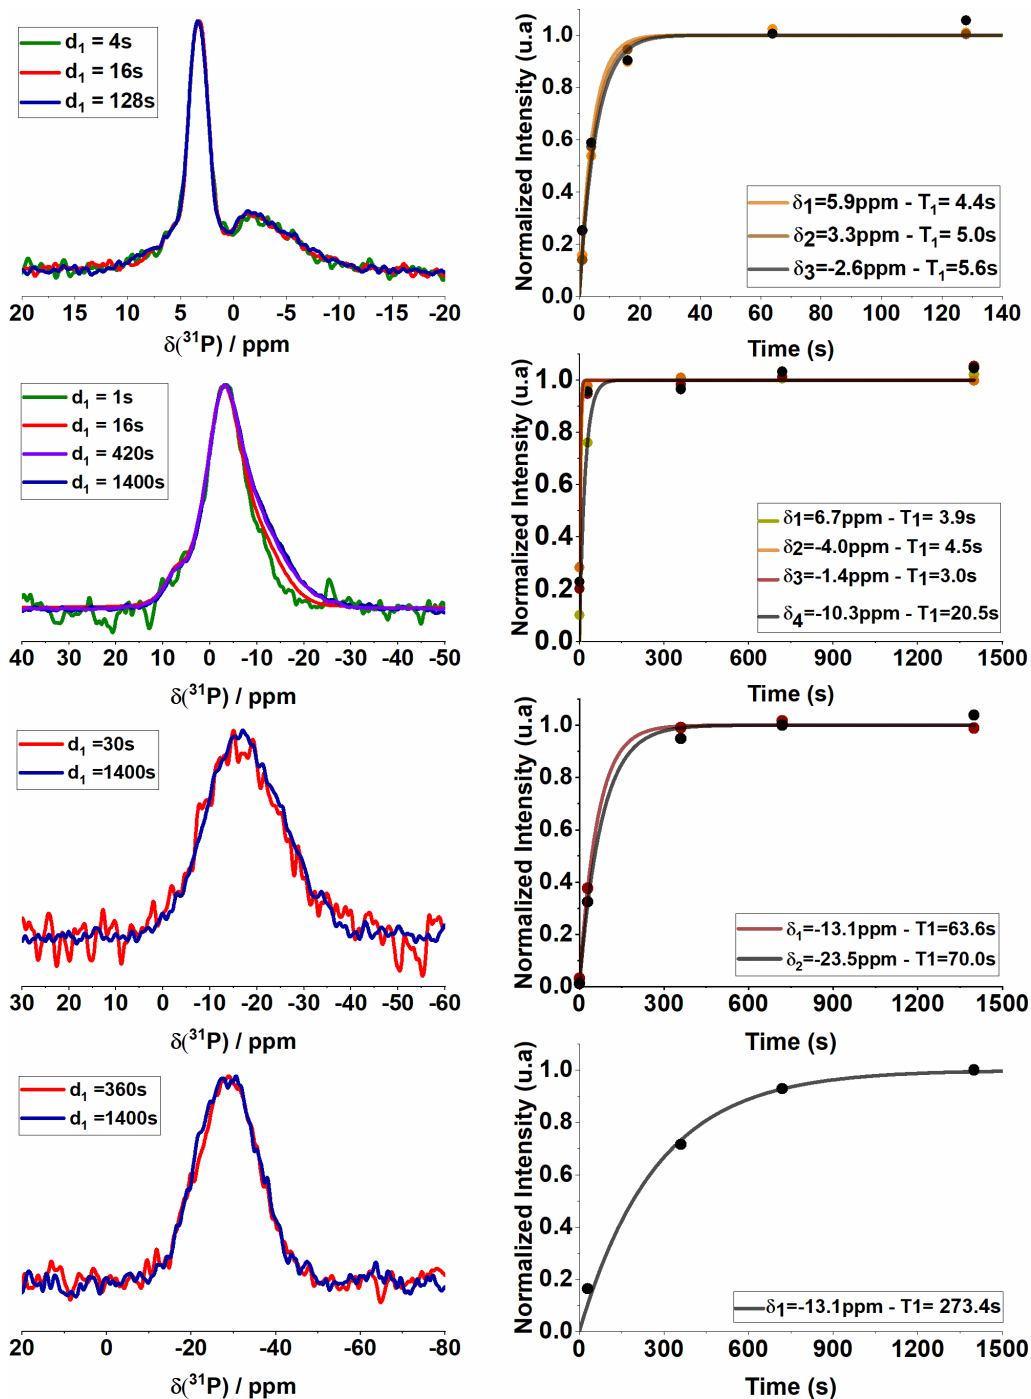 d₁ = 4s
d₁ = 16s
d₁ = 128s
20 15 10 5 0 -5 -10 -15 -20
δ(³¹P) / ppm
Normalized Intensity (u.a)
1.0
0.8
0.6
0.4
0.2
0.0
δ1=5.9ppm - T₁= 4.4s
δ2=3.3ppm - T₁= 5.0s
δ3=-2.6ppm - T₁=5.6s
0 20 40 60 80 100 120 140
Time (s)
d₁ = 1s
d₁ = 16s
d₁ = 420s
d₁ = 1400s
40 30 20 10 0 -10 -20 -30 -40 -50
δ(³¹P) / ppm
Normalized Intensity (u.a)
1.0
0.8
0.6
0.4
0.2
0.0
δ1=6.7ppm - T1= 3.9s
δ2=-4.0ppm - T1= 4.5s
δ3=-1.4ppm - T1=3.0s
δ4=-10.3ppm - T1=20.5s
0 300 600 900 1200 1500
Time (s)
d₁ =30s
d₁ =1400s
30 20 10 0 -10 -20 -30 -40 -50 -60
δ(³¹P) / ppm
Normalized Intensity (u.a)
1.0
0.8
0.6
0.4
0.2
0.0
δ₁=-13.1ppm - T1=63.6s
δ₂=-23.5ppm - T1=70.0s
0 300 600 900 1200 1500
Time (s)
d₁ =360s
d₁ =1400s
20 0 -20 -40 -60 -80
δ(³¹P) / ppm
Normalized Intensity (u.a)
1.0
0.8
0.6
0.4
0.2
0.0
δ1=-13.1ppm - T1= 273.4s
0 300 600 900 1200 1500
Time (s)